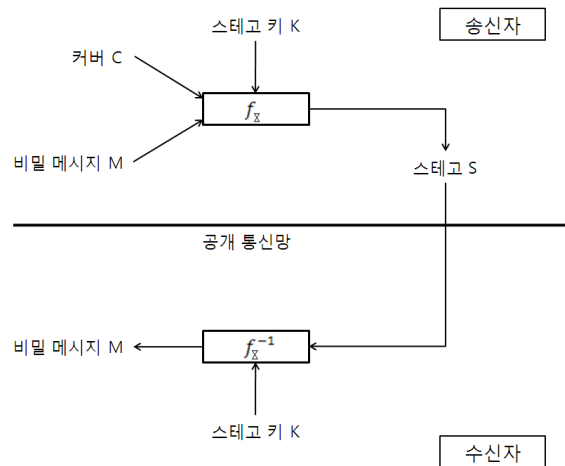 스테고 키 K
송신자
커버 C
비밀 메시지 M
스테고 S
공개 통신망
비밀 메시지 M
스테고 키 K
수신자